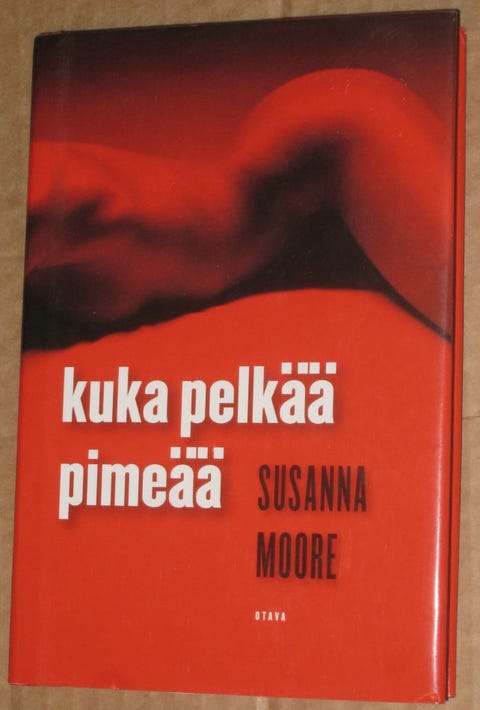 kuka pelkää
pimeää
SUSANNA
MOORE
OTAVA